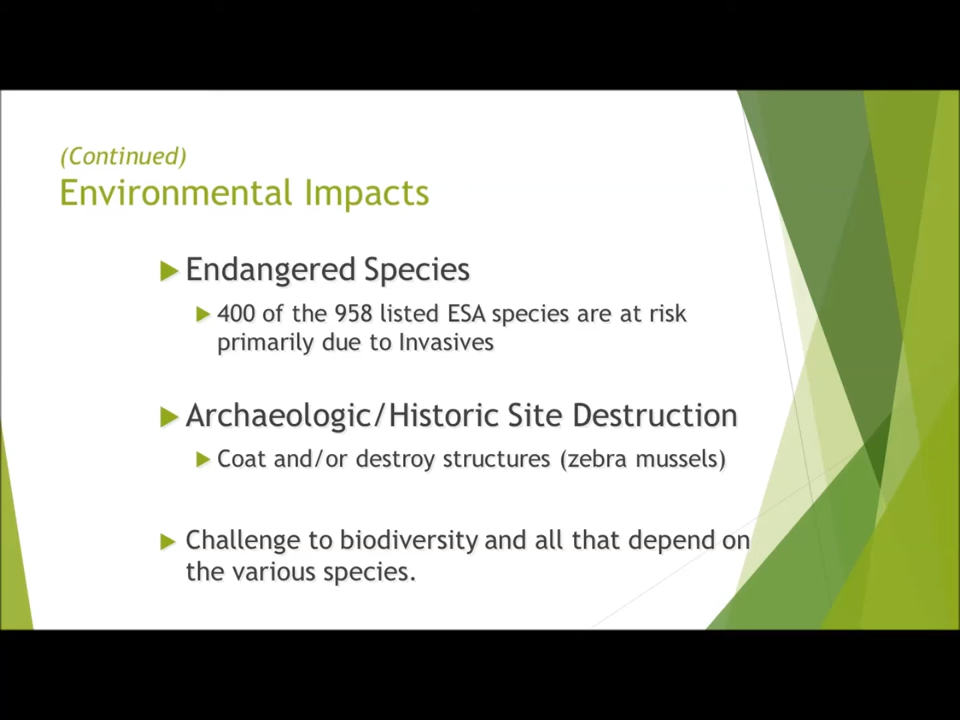 (Continued)
Environmental Impacts
Endangered Species
400 of the 958 listed ESA species are at risk
primarily due to Invasives
Archaeologic/Historic Site Destruction
Coat and/or destroy structures (zebra mussels)
Challenge to biodiversity and all that depend on
the various species.